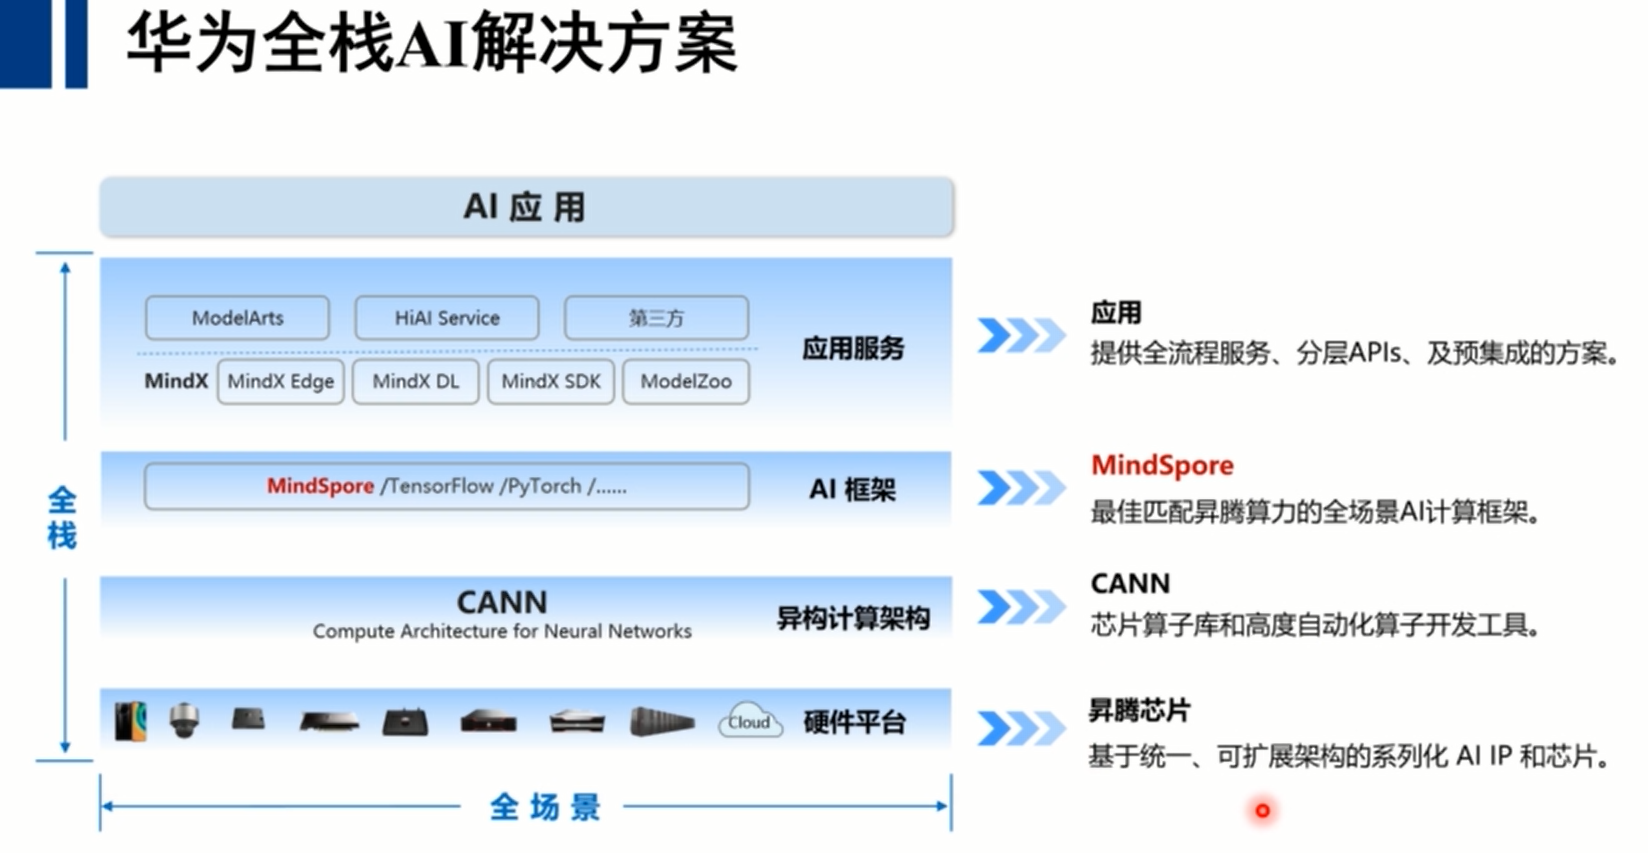 华为全栈AI解决方案
AI 应 用
ModelArts
HiAI Service
第三方
应用服务
MindX
MindX Edge
MindX DL
MindX SDK
ModelZoo
应用
提供全流程服务、分层APIs、及预集成的方案。
全栈
MindSpore /TensorFlow /PyTorch /......
AI 框架
MindSpore
最佳匹配昇腾算力的全场景AI计算框架。
CANN
Compute Architecture for Neural Networks
异构计算架构
CANN
芯片算子库和高度自动化算子开发工具。
Cloud
硬件平台
昇腾芯片
基于统一、可扩展架构的系列化 AI IP 和芯片。
全 场 景